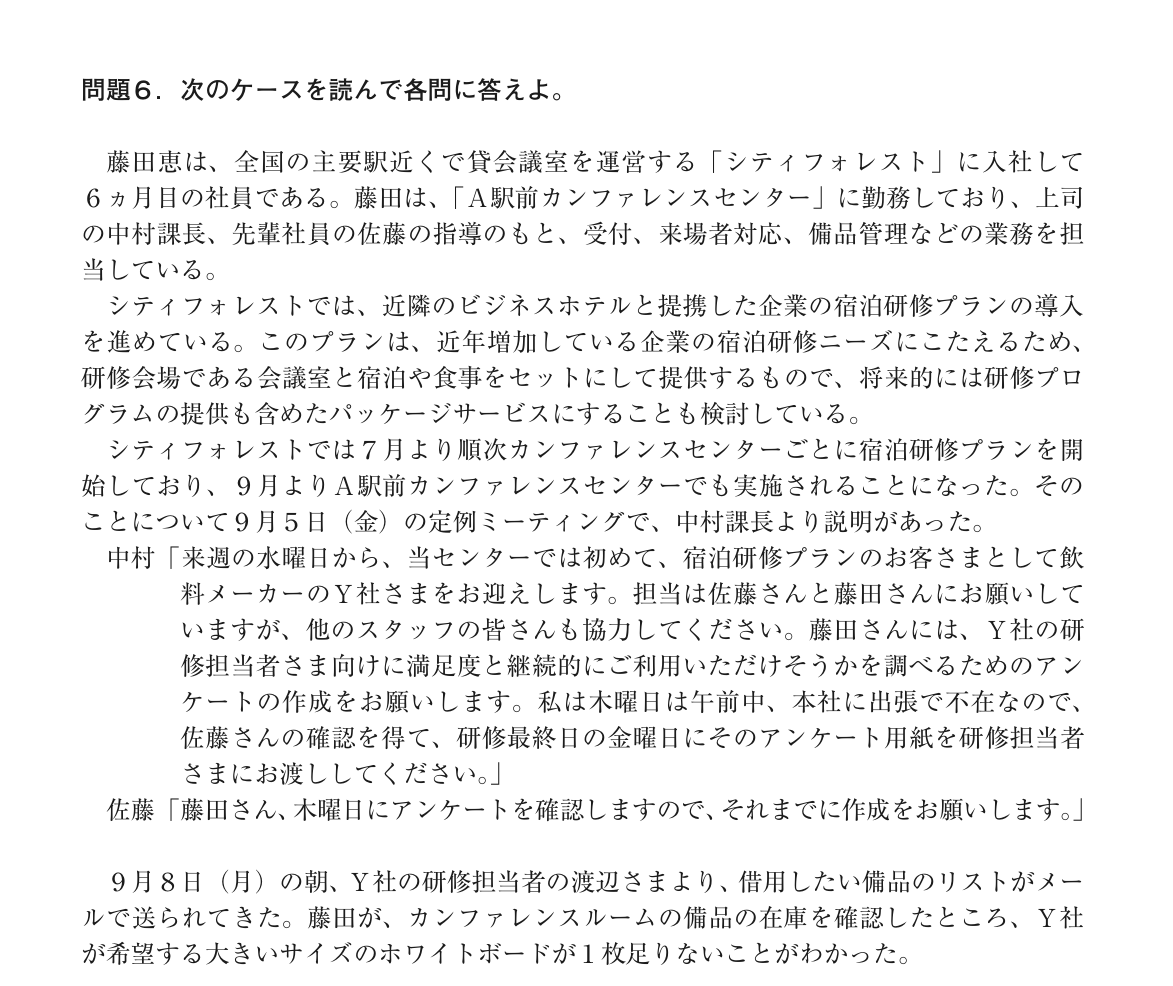 問題６．次のケースを読んで各問に答えよ。
藤田恵は、全国の主要駅近くで貸会議室を運営する「シティフォレスト」に入社して
６ヵ月目の社員である。藤田は、「Ａ駅前カンファレンスセンター」に勤務しており、上司
の中村課長、先輩社員の佐藤の指導のもと、受付、来場者対応、備品管理などの業務を担
当している。
シティフォレストでは、近隣のビジネスホテルと提携した企業の宿泊研修プランの導入
を進めている。このプランは、近年増加している企業の宿泊研修ニーズにこたえるため、
研修会場である会議室と宿泊や食事をセットにして提供するもので、将来的には研修プロ
グラムの提供も含めたパッケージサービスにすることも検討している。
シティフォレストでは７月より順次カンファレンスセンターごとに宿泊研修プランを開
始しており、９月よりＡ駅前カンファレンスセンターでも実施されることになった。その
ことについて９月５日（金）の定例ミーティングで、中村課長より説明があった。
中村「来週の水曜日から、当センターでは初めて、宿泊研修プランのお客さまとして飲
料メーカーのＹ社さまをお迎えします。担当は佐藤さんと藤田さんにお願いして
いますが、他のスタッフの皆さんも協力してください。藤田さんには、Ｙ社の研
修担当者さま向けに満足度と継続的にご利用いただけそうかを調べるためのアン
ケートの作成をお願いします。私は木曜日は午前中、本社に出張で不在なので、
佐藤さんの確認を得て、研修最終日の金曜日にそのアンケート用紙を研修担当者
さまにお渡ししてください。」
佐藤「藤田さん、木曜日にアンケートを確認しますので、それまでに作成をお願いします。」
９月８日（月）の朝、Ｙ社の研修担当者の渡辺さまより、借用したい備品のリストがメー
ルで送られてきた。藤田が、カンファレンスルームの備品の在庫を確認したところ、Ｙ社
が希望する大きいサイズのホワイトボードが１枚足りないことがわかった。